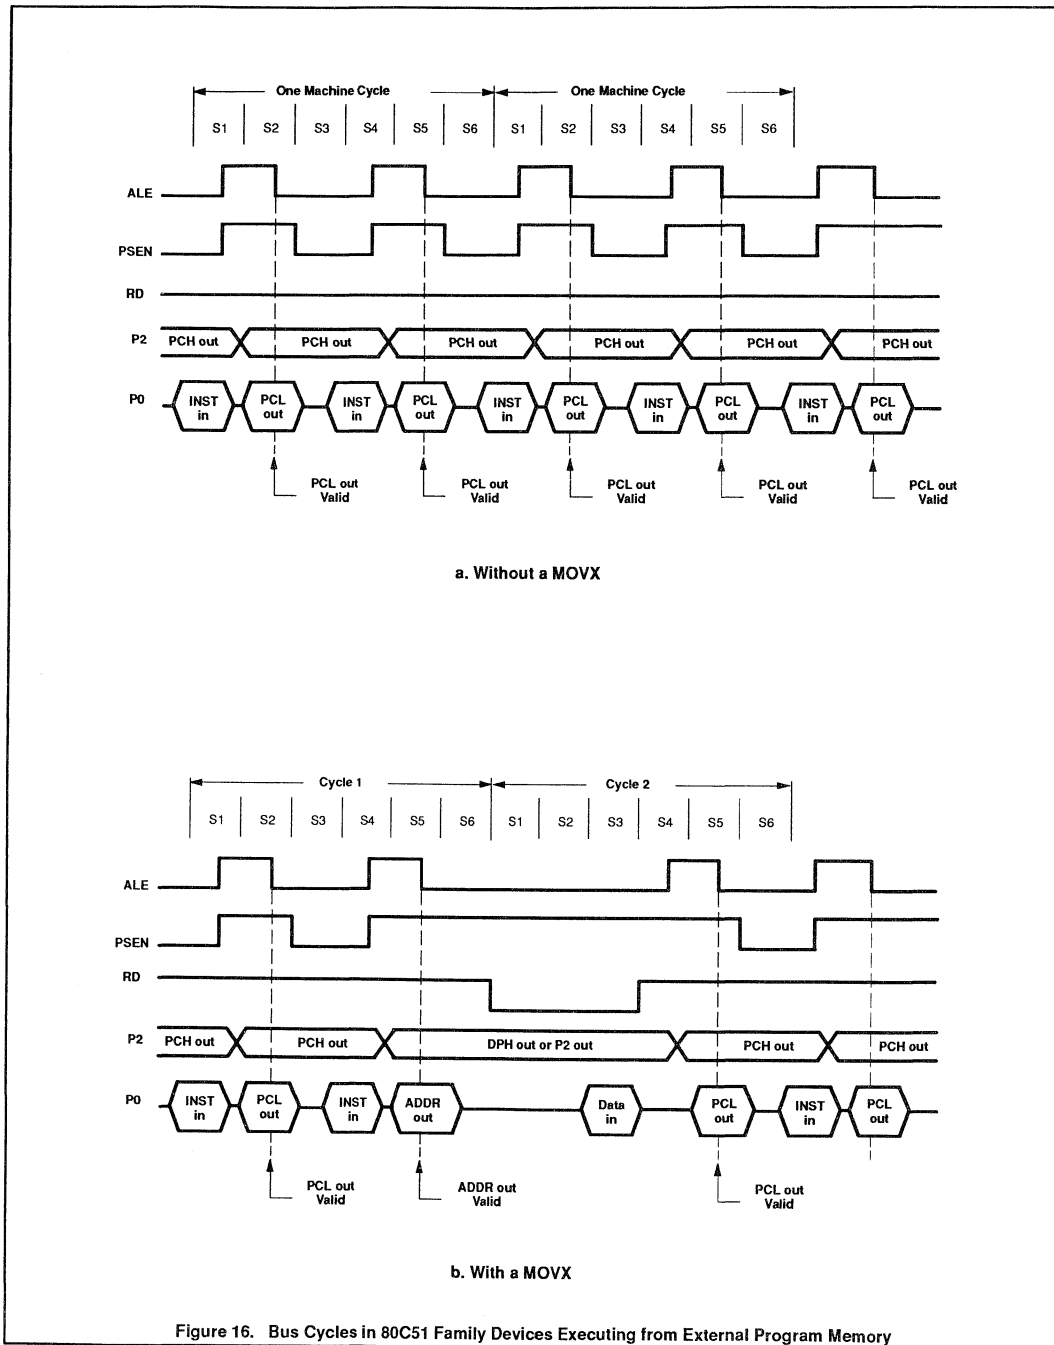 One Machine Cycle One Machine Cycle
S1 S2 S3 S4 S5 S6 S1 S2 S3 S4 S5 S6
ALE
PSEN
RD
P2 PCH out PCH out PCH out PCH out PCH out PCH out
P0 INST in PCL out INST in PCL out INST in PCL out INST in PCL out INST in PCL out
PCL out Valid PCL out Valid PCL out Valid PCL out Valid PCL out Valid
a. Without a MOVX
Cycle 1 Cycle 2
S1 S2 S3 S4 S5 S6 S1 S2 S3 S4 S5 S6
ALE
PSEN
RD
P2 PCH out PCH out DPH out or P2 out PCH out PCH out
P0 INST in PCL out INST in ADDR out Data in PCL out INST in PCL out
PCL out Valid ADDR out Valid PCL out Valid
b. With a MOVX
Figure 16. Bus Cycles in 80C51 Family Devices Executing from External Program Memory